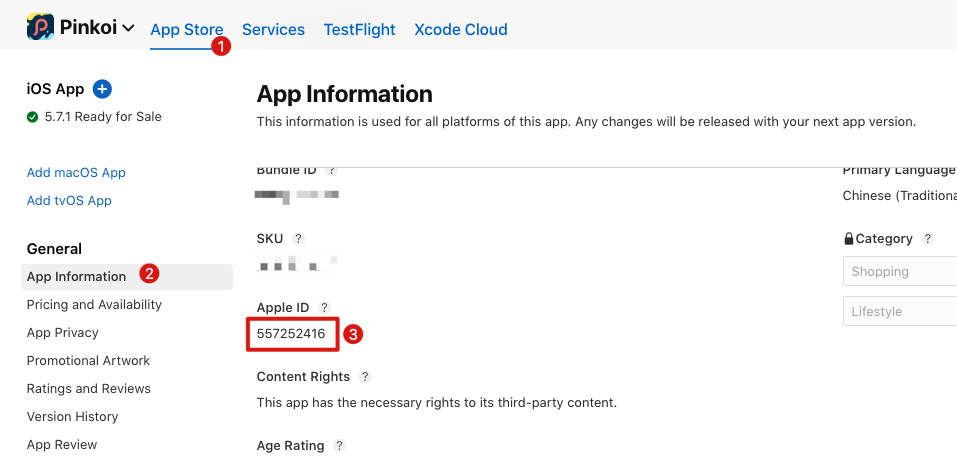 Pinkoi App Store Services TestFlight Xcode Cloud
1
iOS App
5.7.1 Ready for Sale
Add macOS App
Add tvOS App
General
App Information 2
Pricing and Availability
App Privacy
Promotional Artwork
Ratings and Reviews
Version History
App Review
App Information
This information is used for all platforms of this app. Any changes will be released with your next app version.
Bundle ID ?
SKU ?
Apple ID ?
557252416 3
Content Rights ?
This app has the necessary rights to its third-party content.
Age Rating ?
Primary Language
Chinese (Traditiona
Category ?
Shopping
Lifestyle